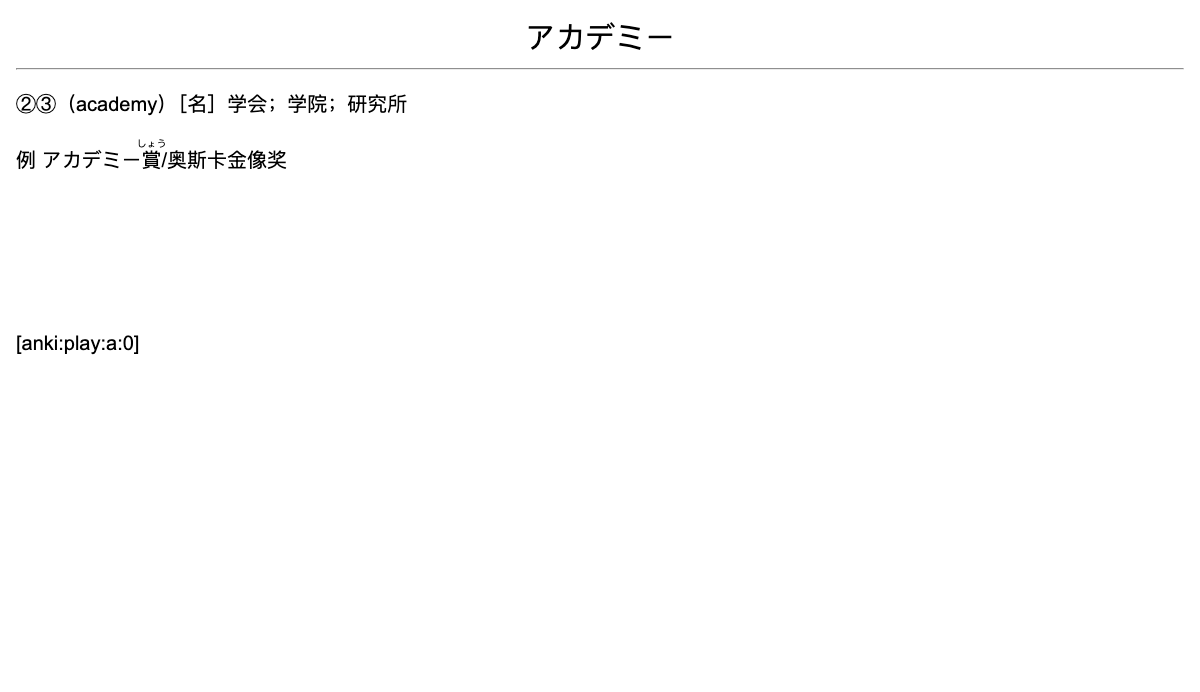 アカデミー
②③（academy）［名］学会；学院；研究所
しょう
例 アカデミー賞/奥斯卡金像奖
[anki:play:a:0]